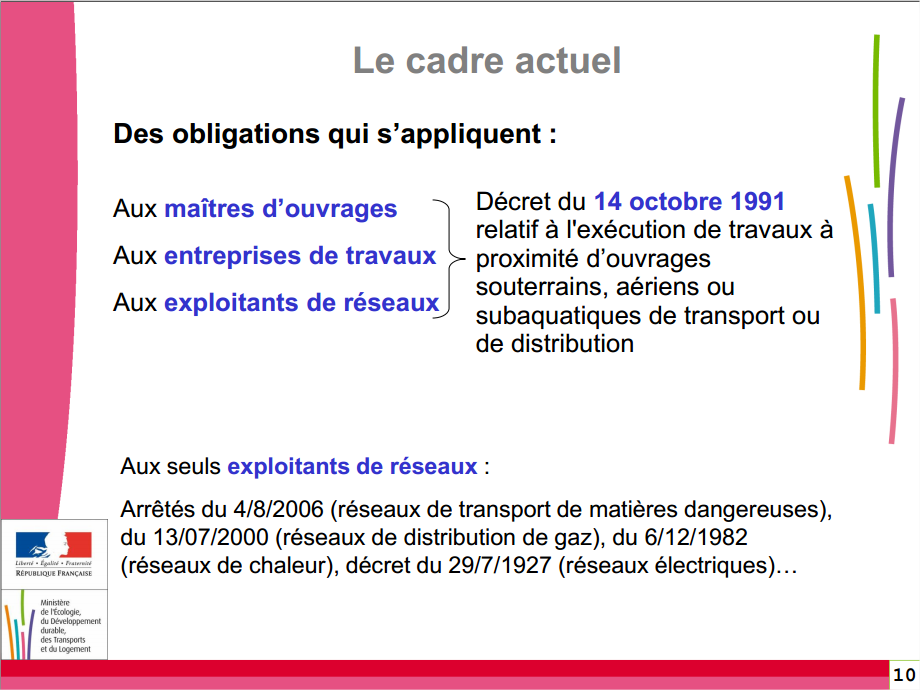 Le cadre actuel
Des obligations qui s’appliquent :
Aux maîtres d’ouvrages
Aux entreprises de travaux
Aux exploitants de réseaux
Décret du 14 octobre 1991
relatif à l'exécution de travaux à
proximité d’ouvrages
souterrains, aériens ou
subaquatiques de transport ou
de distribution
Aux seuls exploitants de réseaux :
Arrêtés du 4/8/2006 (réseaux de transport de matières dangereuses),
du 13/07/2000 (réseaux de distribution de gaz), du 6/12/1982
(réseaux de chaleur), décret du 29/7/1927 (réseaux électriques)…
Liberté • Égalité • Fraternité
RÉPUBLIQUE FRANÇAISE
Ministère
de l'Écologie,
du Développement
durable,
des Transports
et du Logement
10